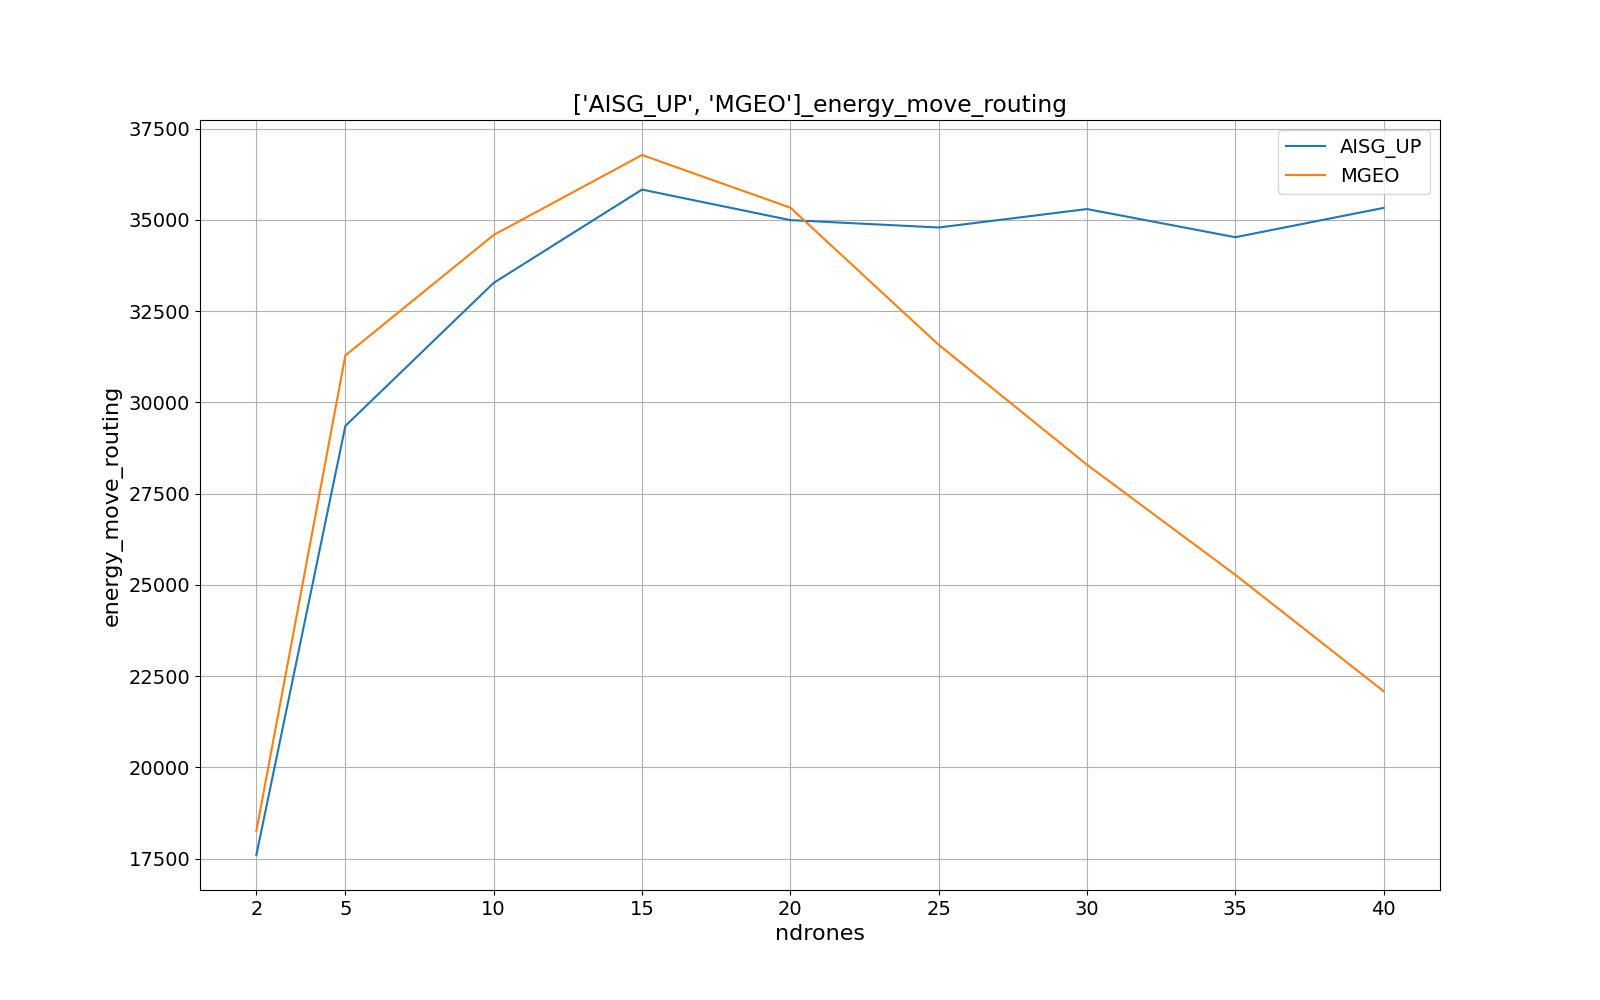 ['AISG_UP', 'MGEO']_energy_move_routing
37500
35000
32500
30000
27500
25000
22500
20000
17500
energy_move_routing
AISG_UP
MGEO
2 5 10 15 20 25 30 35 40
ndrones